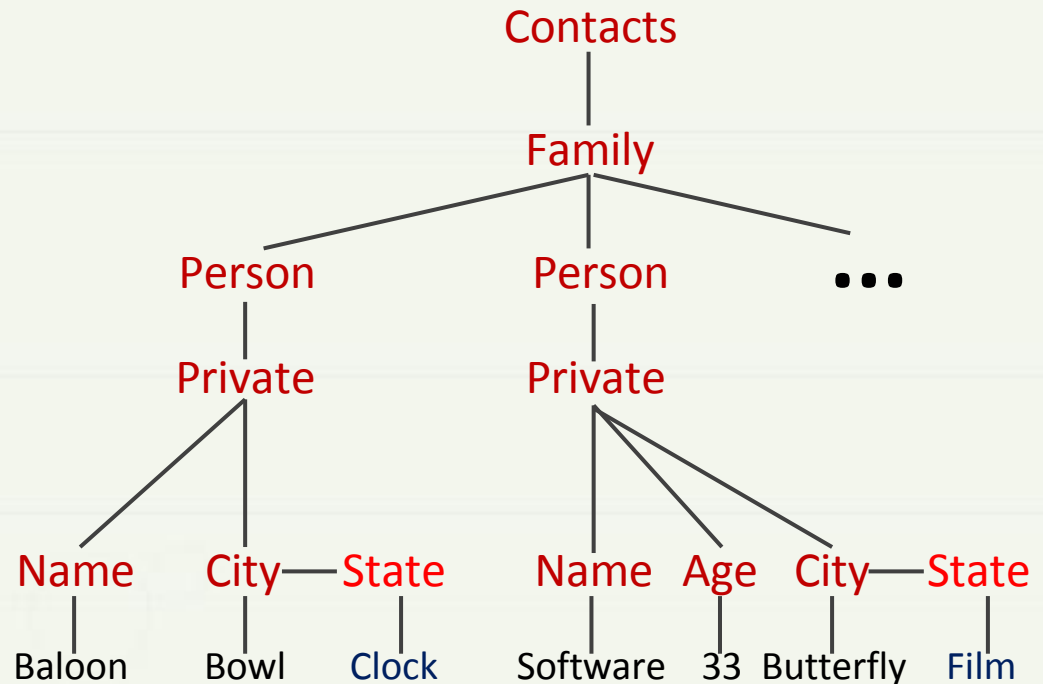 Contacts
Family
Person Person ...
Private Private
Name City State Name Age City State
Baloon Bowl Clock Software 33 Butterfly Film